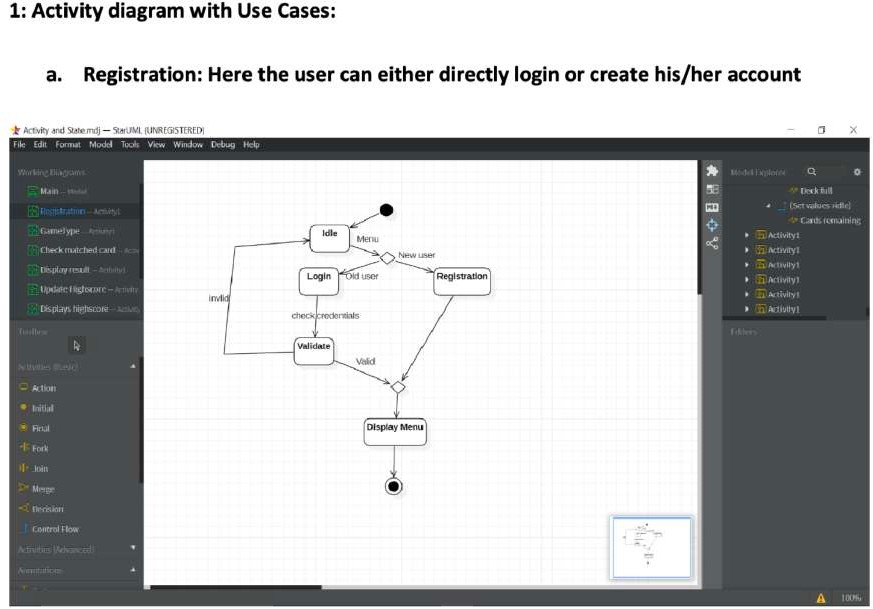 1: Activity diagram with Use Cases:
a. Registration: Here the user can either directly login or create his/her account
Activity and State.mdj — StarUML (UNREGISTERED)
File Edit Format Model Tools View Window Debug Help
Working Diagrams
Main – Model
Registration – Activity1
GameType – Activity1
Check matched card
Display result – Activity1
Update Highscore – Activity
Displays highscore
Toolbox
Activities (Basic)
Action
Initial
Final
Fork
Join
Merge
Decision
Control Flow
Activities (Advanced)
Annotations
Idle
Menu
New user
Login
Old user
Registration
invlid
check credentials
Validate
Valid
Display Menu
Model Explorer
Deck full
(Set values→Idle)
Cards remaining
Activity1
Activity1
Activity1
Activity1
Activity1
Activity1
Editors
100%